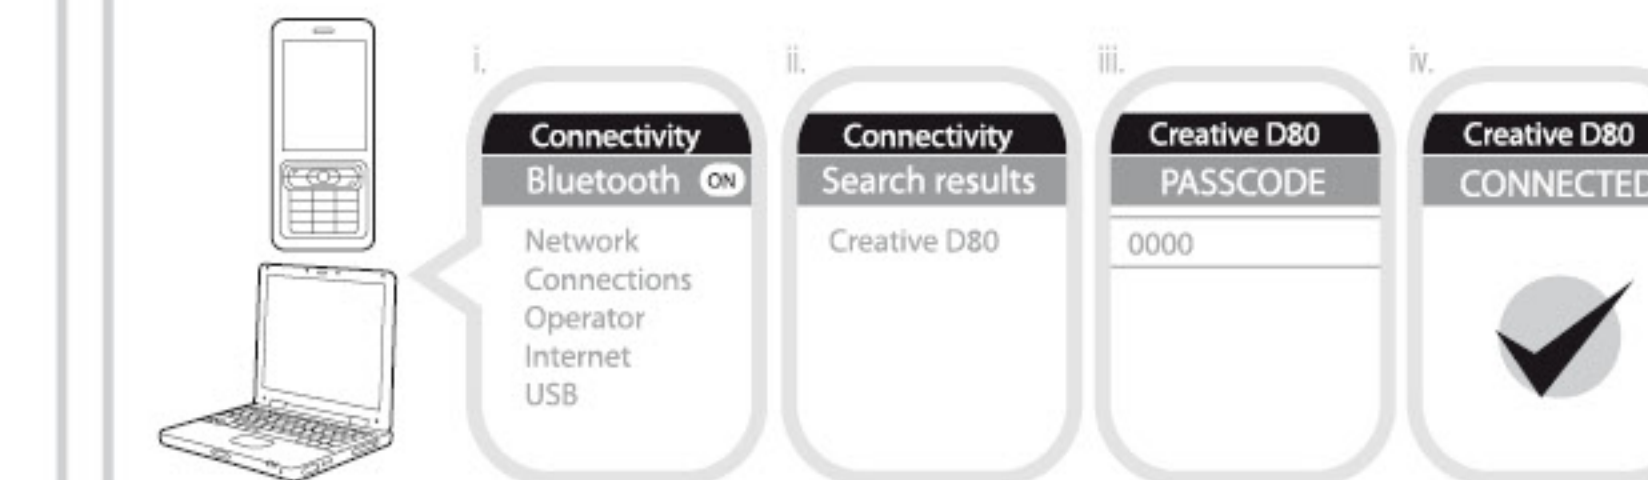 i.
Connectivity
Bluetooth ON
Network
Connections
Operator
Internet
USB
ii.
Connectivity
Search results
Creative D80
iii.
Creative D80
PASSCODE
0000
iv.
Creative D80
CONNECTED